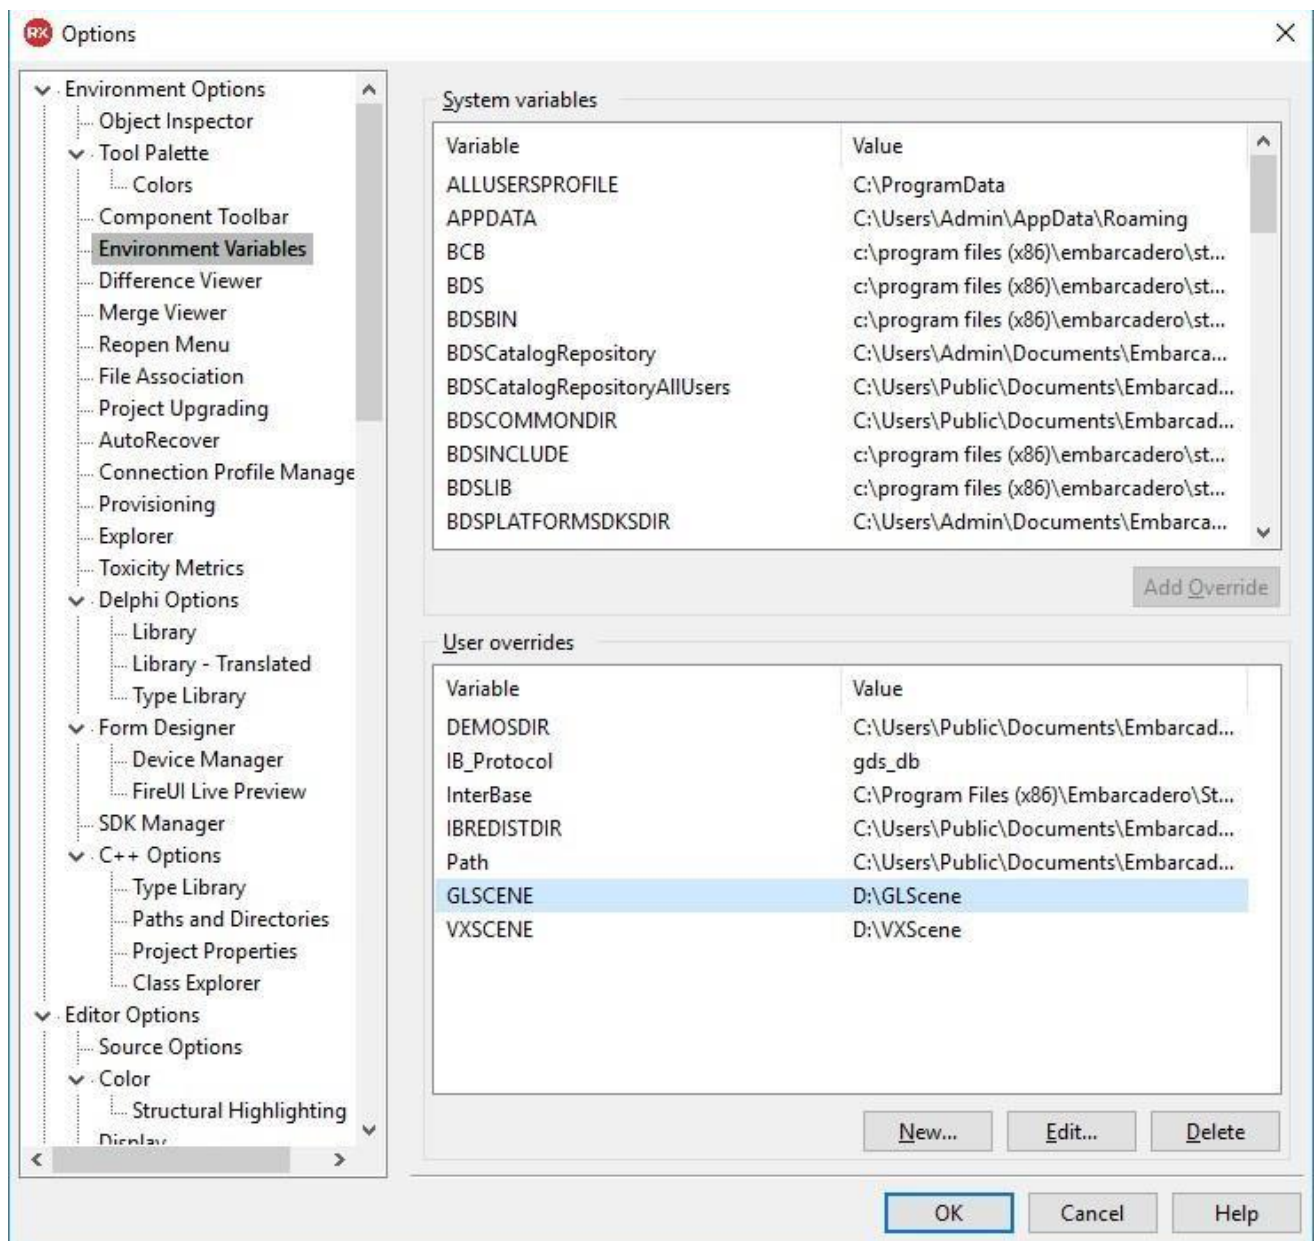 RX Options
Environment Options
Object Inspector
Tool Palette
Colors
Component Toolbar
Environment Variables
Difference Viewer
Merge Viewer
Reopen Menu
File Association
Project Upgrading
AutoRecover
Connection Profile Manage
Provisioning
Explorer
Toxicity Metrics
Delphi Options
Library
Library - Translated
Type Library
Form Designer
Device Manager
FireUI Live Preview
SDK Manager
C++ Options
Type Library
Paths and Directories
Project Properties
Class Explorer
Editor Options
Source Options
Color
Structural Highlighting
Display
System variables
Variable Value
ALLUSERSPROFILE C:\ProgramData
APPDATA C:\Users\Admin\AppData\Roaming
BCB c:\program files (x86)\embarcadero\st...
BDS c:\program files (x86)\embarcadero\st...
BDSBIN c:\program files (x86)\embarcadero\st...
BDSCatalogRepository C:\Users\Admin\Documents\Embarca...
BDSCatalogRepositoryAllUsers C:\Users\Public\Documents\Embarcad...
BDSCOMMONDIR C:\Users\Public\Documents\Embarcad...
BDSINCLUDE c:\program files (x86)\embarcadero\st...
BDSLIB c:\program files (x86)\embarcadero\st...
BDSPLATFORMSDKSDIR C:\Users\Admin\Documents\Embarca...
Add Override
User overrides
Variable Value
DEMOSDIR C:\Users\Public\Documents\Embarcad...
IB_Protocol gds_db
InterBase C:\Program Files (x86)\Embarcadero\St...
IBREDISTDIR C:\Users\Public\Documents\Embarcad...
Path C:\Users\Public\Documents\Embarcad...
GLSCENE D:\GLScene
VXSCENE D:\VXScene
New... Edit... Delete
OK Cancel Help